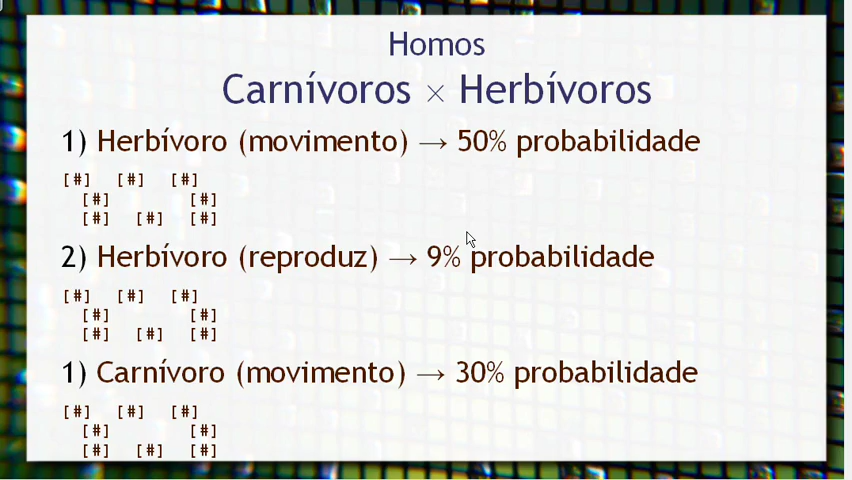 Homos
Carnívoros × Herbívoros
1) Herbívoro (movimento) → 50% probabilidade
[#] [#] [#]
[#] [#]
[#] [#] [#]
2) Herbívoro (reproduz) → 9% probabilidade
[#] [#] [#]
[#] [#]
[#] [#] [#]
1) Carnívoro (movimento) → 30% probabilidade
[#] [#] [#]
[#] [#]
[#] [#] [#]